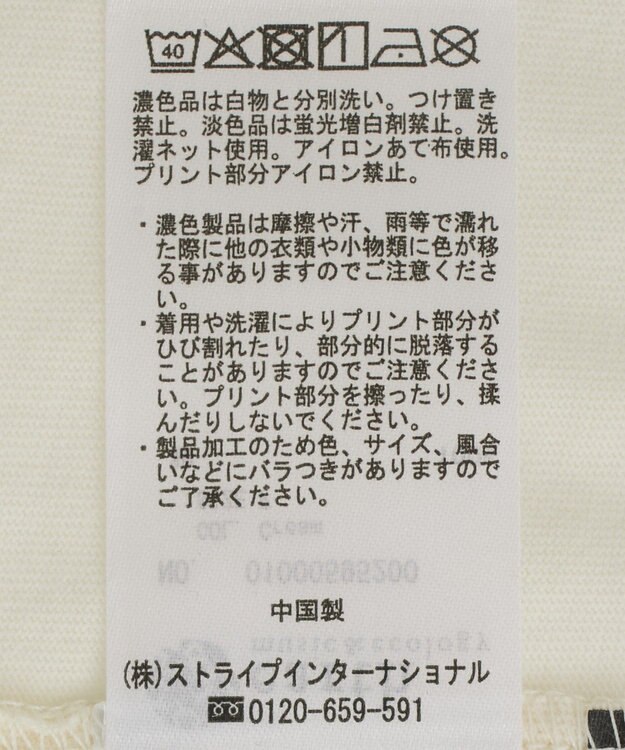 40
濃色品は白物と分別洗い。つけ置き
禁止。淡色品は蛍光増白剤禁止。洗
濯ネット使用。アイロンあて布使用。
プリント部分アイロン禁止。
・濃色製品は摩擦や汗、雨等で濡れ
た際に他の衣類や小物類に色が移
る事がありますのでご注意くださ
い。
・着用や洗濯によりプリント部分が
ひび割れたり、部分的に脱落する
ことがありますのでご注意くださ
い。プリント部分を擦ったり、揉
んだりしないでください。
・製品加工のため色、サイズ、風合
いなどにバラつきがありますので
ご了承ください。
COL. Cream
NO. 01000595200
中国製
music&ecology
earth
(株)ストライプインターナショナル
0120-659-591